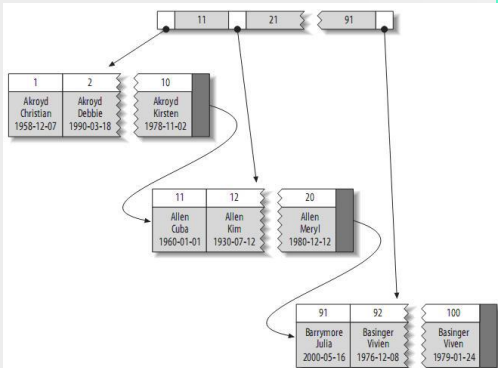 11 21 91
1 2 10
Akroyd Akroyd Akroyd
Christian Debbie Kirsten
1958-12-07 1990-03-18 1978-11-02
11 12 20
Allen Allen Allen
Cuba Kim Meryl
1960-01-01 1930-07-12 1980-12-12
91 92 100
Barrymore Basinger Basinger
Julia Vivien Viven
2000-05-16 1976-12-08 1979-01-24